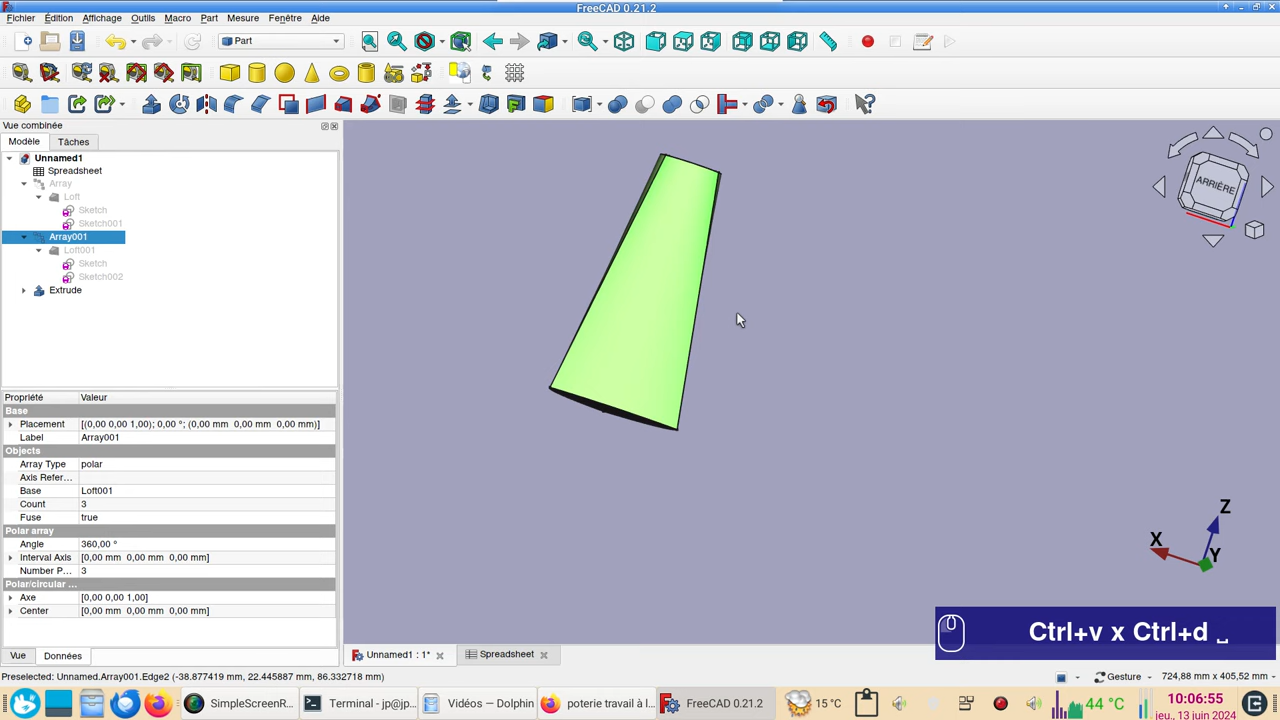 FreeCAD 0.21.2
Fichier Édition Affichage Outils Macro Part Mesure Fenêtre Aide
Part
Vue combinée
Modèle Tâches
Unnamed1
Spreadsheet
Array
Loft
Sketch
Sketch001
Array001
Loft001
Sketch
Sketch002
Extrude
ARRIÈRE
Propriété Valeur
Base
Placement [(0,00 0,00 1,00); 0,00 °; (0,00 mm 0,00 mm 0,00 mm)]
Label Array001
Objects
Array Type polar
Axis Refer...
Base Loft001
Count 3
Fuse true
Polar array
Angle 360,00 °
Interval Axis [0,00 mm 0,00 mm 0,00 mm]
Number P... 3
Polar/circular ...
Axe [0,00 0,00 1,00]
Center [0,00 mm 0,00 mm 0,00 mm]
Z
X
Y
Ctrl+v x Ctrl+d ␣
Vue Données
Unnamed1 : 1*
Spreadsheet
Preselected: Unnamed.Array001.Edge2 (-38.877419 mm, 22.445887 mm, 86.332718 mm)
Gesture
724,88 mm x 405,52 mm
SimpleScreenR...
Terminal - jp@jp...
Vidéos — Dolphin
poterie travail à l...
FreeCAD 0.21...
15 °C
44 °C
10:06:55
jeu., 13 juin 2024